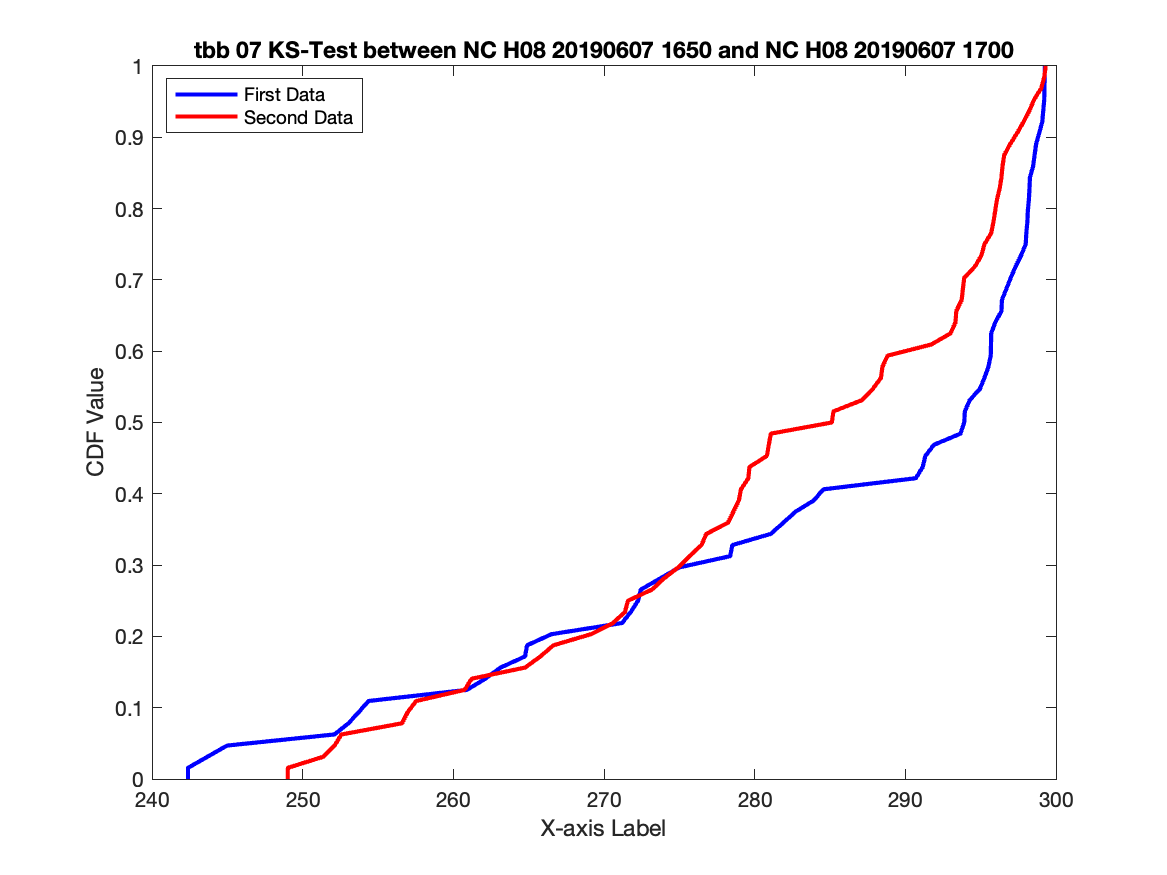 tbb 07 KS-Test between NC H08 20190607 1650 and NC H08 20190607 1700
First Data
Second Data
1
0.9
0.8
0.7
0.6
0.5
0.4
0.3
0.2
0.1
0
CDF Value
240 250 260 270 280 290 300
X-axis Label